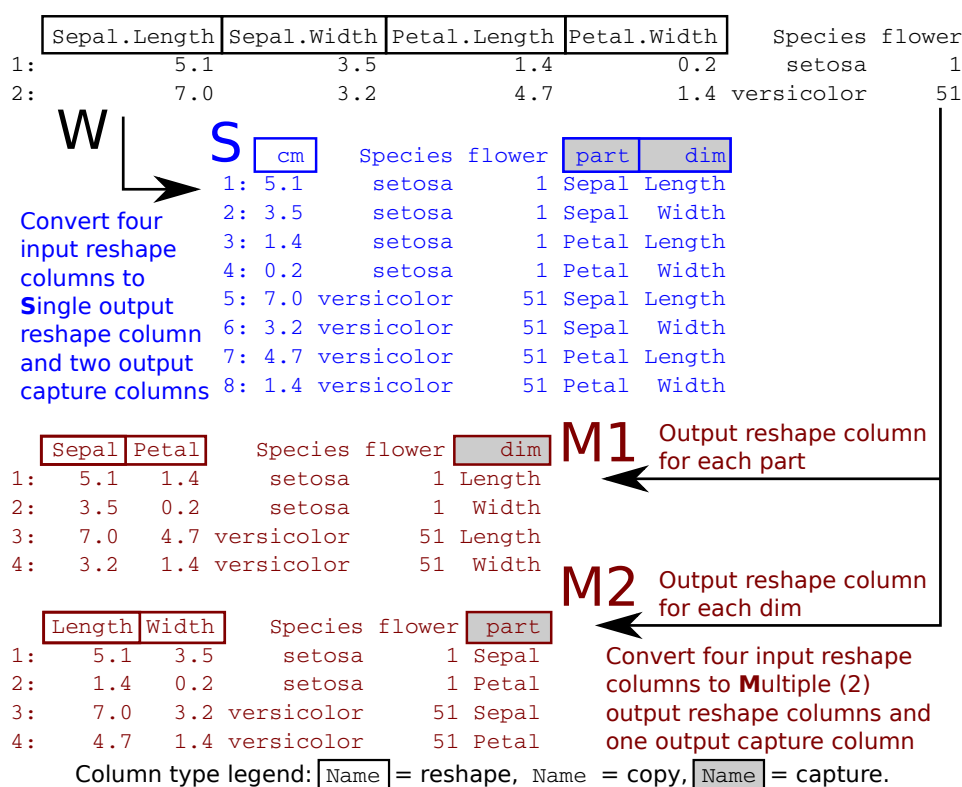 Sepal.Length Sepal.Width Petal.Length Petal.Width Species flower
1: 5.1 3.5 1.4 0.2 setosa 1
2: 7.0 3.2 4.7 1.4 versicolor 51
W
S
cm Species flower part dim
1: 5.1 setosa 1 Sepal Length
2: 3.5 setosa 1 Sepal Width
3: 1.4 setosa 1 Petal Length
4: 0.2 setosa 1 Petal Width
5: 7.0 versicolor 51 Sepal Length
6: 3.2 versicolor 51 Sepal Width
7: 4.7 versicolor 51 Petal Length
8: 1.4 versicolor 51 Petal Width
Convert four
input reshape
columns to
Single output
reshape column
and two output
capture columns
Sepal Petal Species flower dim
1: 5.1 1.4 setosa 1 Length
2: 3.5 0.2 setosa 1 Width
3: 7.0 4.7 versicolor 51 Length
4: 3.2 1.4 versicolor 51 Width
M1
Output reshape column
for each part
M2
Output reshape column
for each dim
Length Width Species flower part
1: 5.1 3.5 setosa 1 Sepal
2: 1.4 0.2 setosa 1 Petal
3: 7.0 3.2 versicolor 51 Sepal
4: 4.7 1.4 versicolor 51 Petal
Convert four input reshape
columns to Multiple (2)
output reshape columns and
one output capture column
Column type legend: Name = reshape, Name = copy, Name = capture.